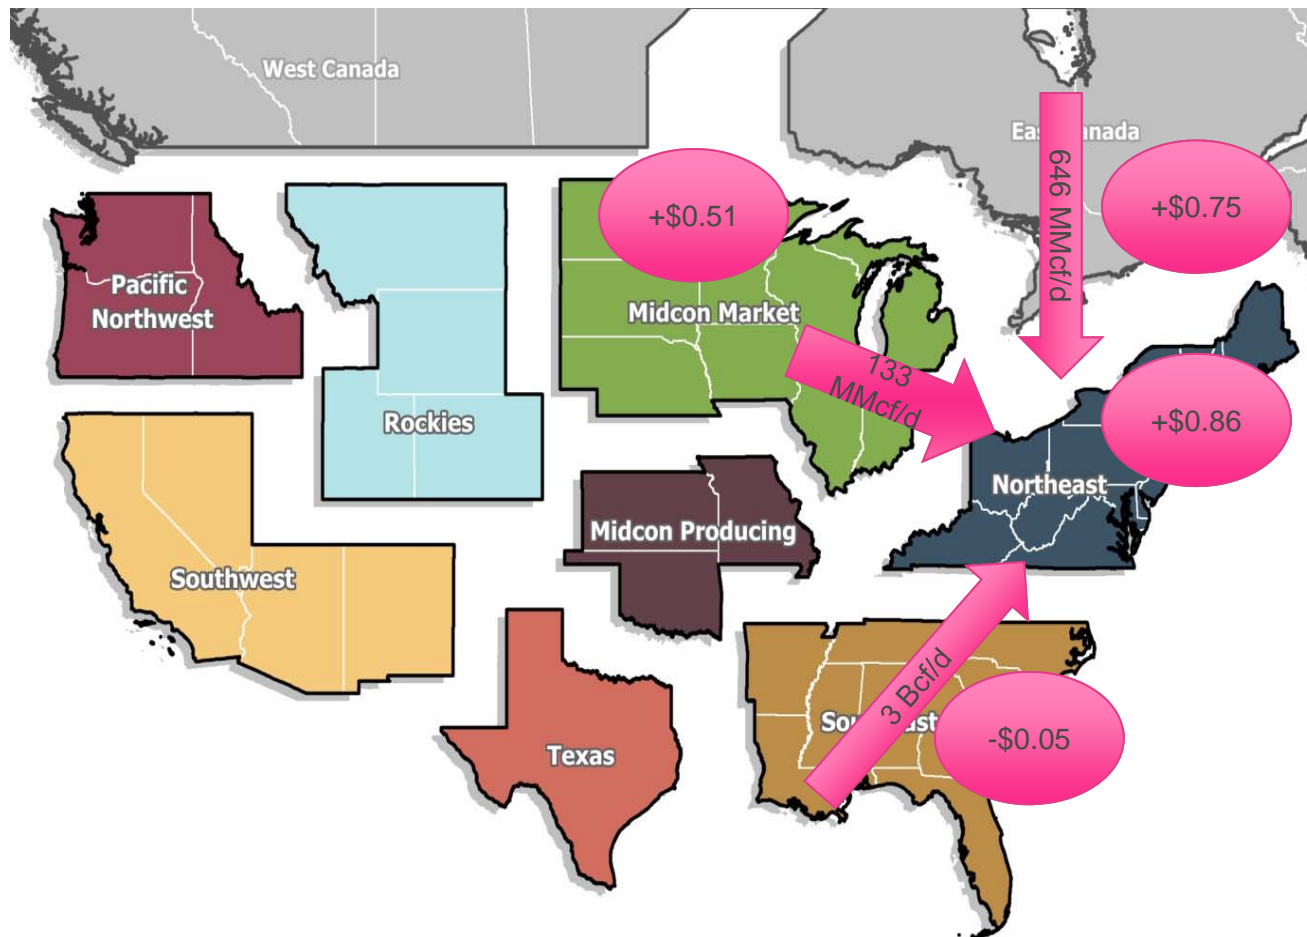 West Canada
+$0.51
646 MMcf/d
+$0.75
Pacific
Northwest
Midcon Market
133
MMcf/d
Rockies
+$0.86
Northeast
Midcon Producing
Southwest
3 Bcf/d
-$0.05
Texas